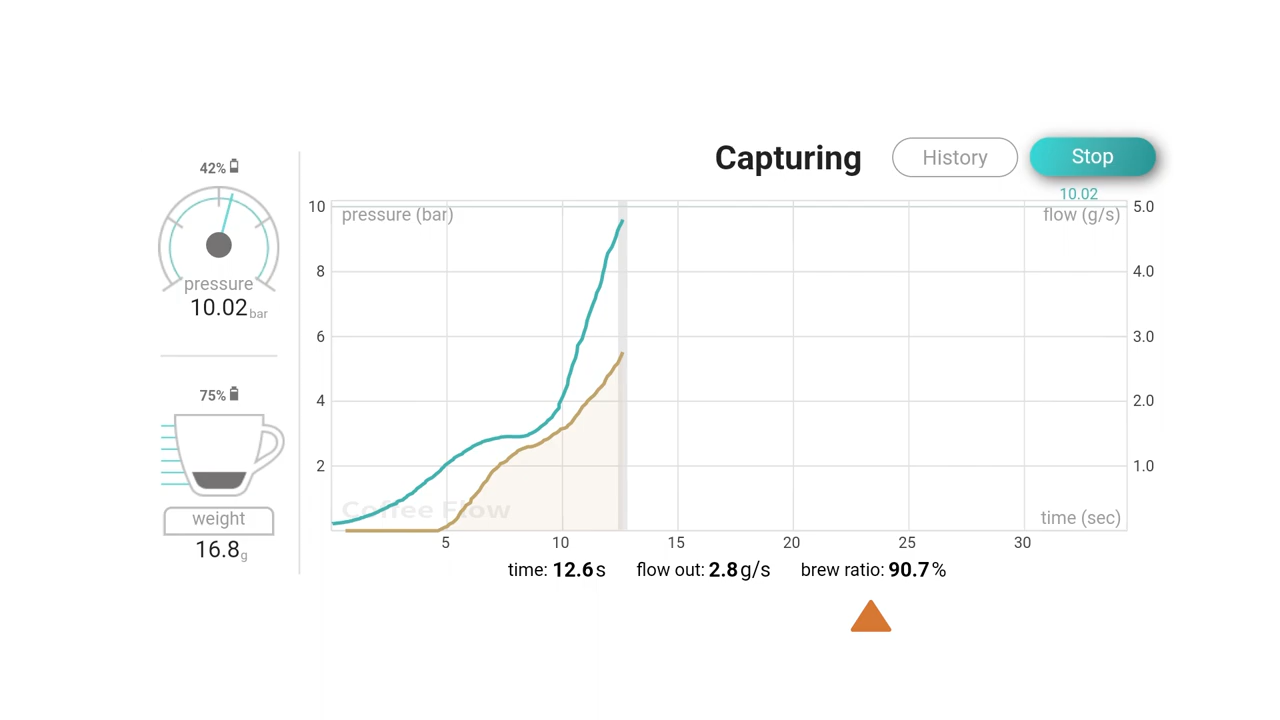 Capturing
History
Stop
42%
10.02
10
pressure (bar)
flow (g/s)
5.0
8
4.0
pressure
10.02 bar
6
3.0
75%
4
2.0
2
1.0
Coffee Flow
weight
time (sec)
16.8 g
5
10
15
20
25
30
time: 12.6 s
flow out: 2.8 g/s
brew ratio: 90.7 %